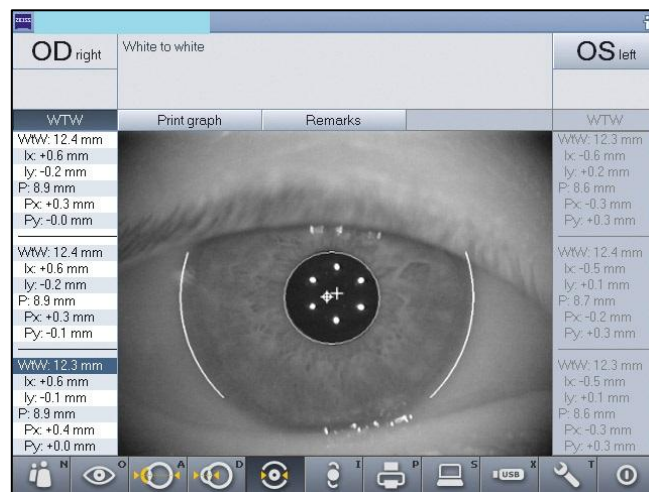 ZEISS
OD right
White to white
OS left
WTW
Print graph
Remarks
WTW
WtW: 12.4 mm
Ix: +0.6 mm
Iy: -0.2 mm
P: 8.9 mm
Px: +0.3 mm
Py: -0.0 mm
WtW: 12.4 mm
Ix: +0.6 mm
Iy: -0.2 mm
P: 8.9 mm
Px: +0.3 mm
Py: -0.1 mm
WtW: 12.3 mm
Ix: +0.6 mm
Iy: -0.1 mm
P: 8.9 mm
Px: +0.4 mm
Py: +0.0 mm
WtW: 12.3 mm
Ix: -0.6 mm
Iy: +0.2 mm
P: 8.6 mm
Px: -0.3 mm
Py: +0.3 mm
WtW: 12.4 mm
Ix: -0.5 mm
Iy: +0.1 mm
P: 8.7 mm
Px: -0.2 mm
Py: +0.3 mm
WtW: 12.3 mm
Ix: -0.5 mm
Iy: +0.1 mm
P: 8.6 mm
Px: -0.3 mm
Py: +0.3 mm
N O A D I P S USB X T